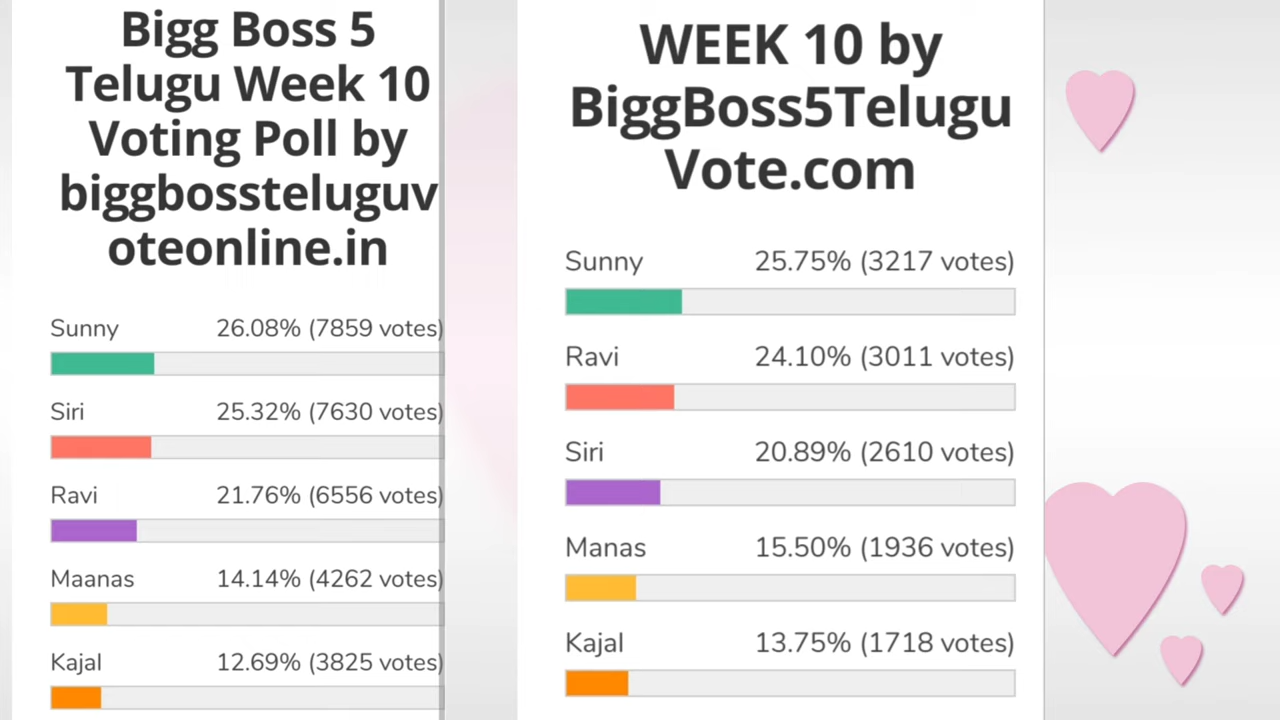 Bigg Boss 5
Telugu Week 10
Voting Poll by
biggbossteluguv
oteonline.in
Sunny 26.08% (7859 votes)
Siri 25.32% (7630 votes)
Ravi 21.76% (6556 votes)
Maanas 14.14% (4262 votes)
Kajal 12.69% (3825 votes)
WEEK 10 by
BiggBoss5Telugu
Vote.com
Sunny 25.75% (3217 votes)
Ravi 24.10% (3011 votes)
Siri 20.89% (2610 votes)
Manas 15.50% (1936 votes)
Kajal 13.75% (1718 votes)